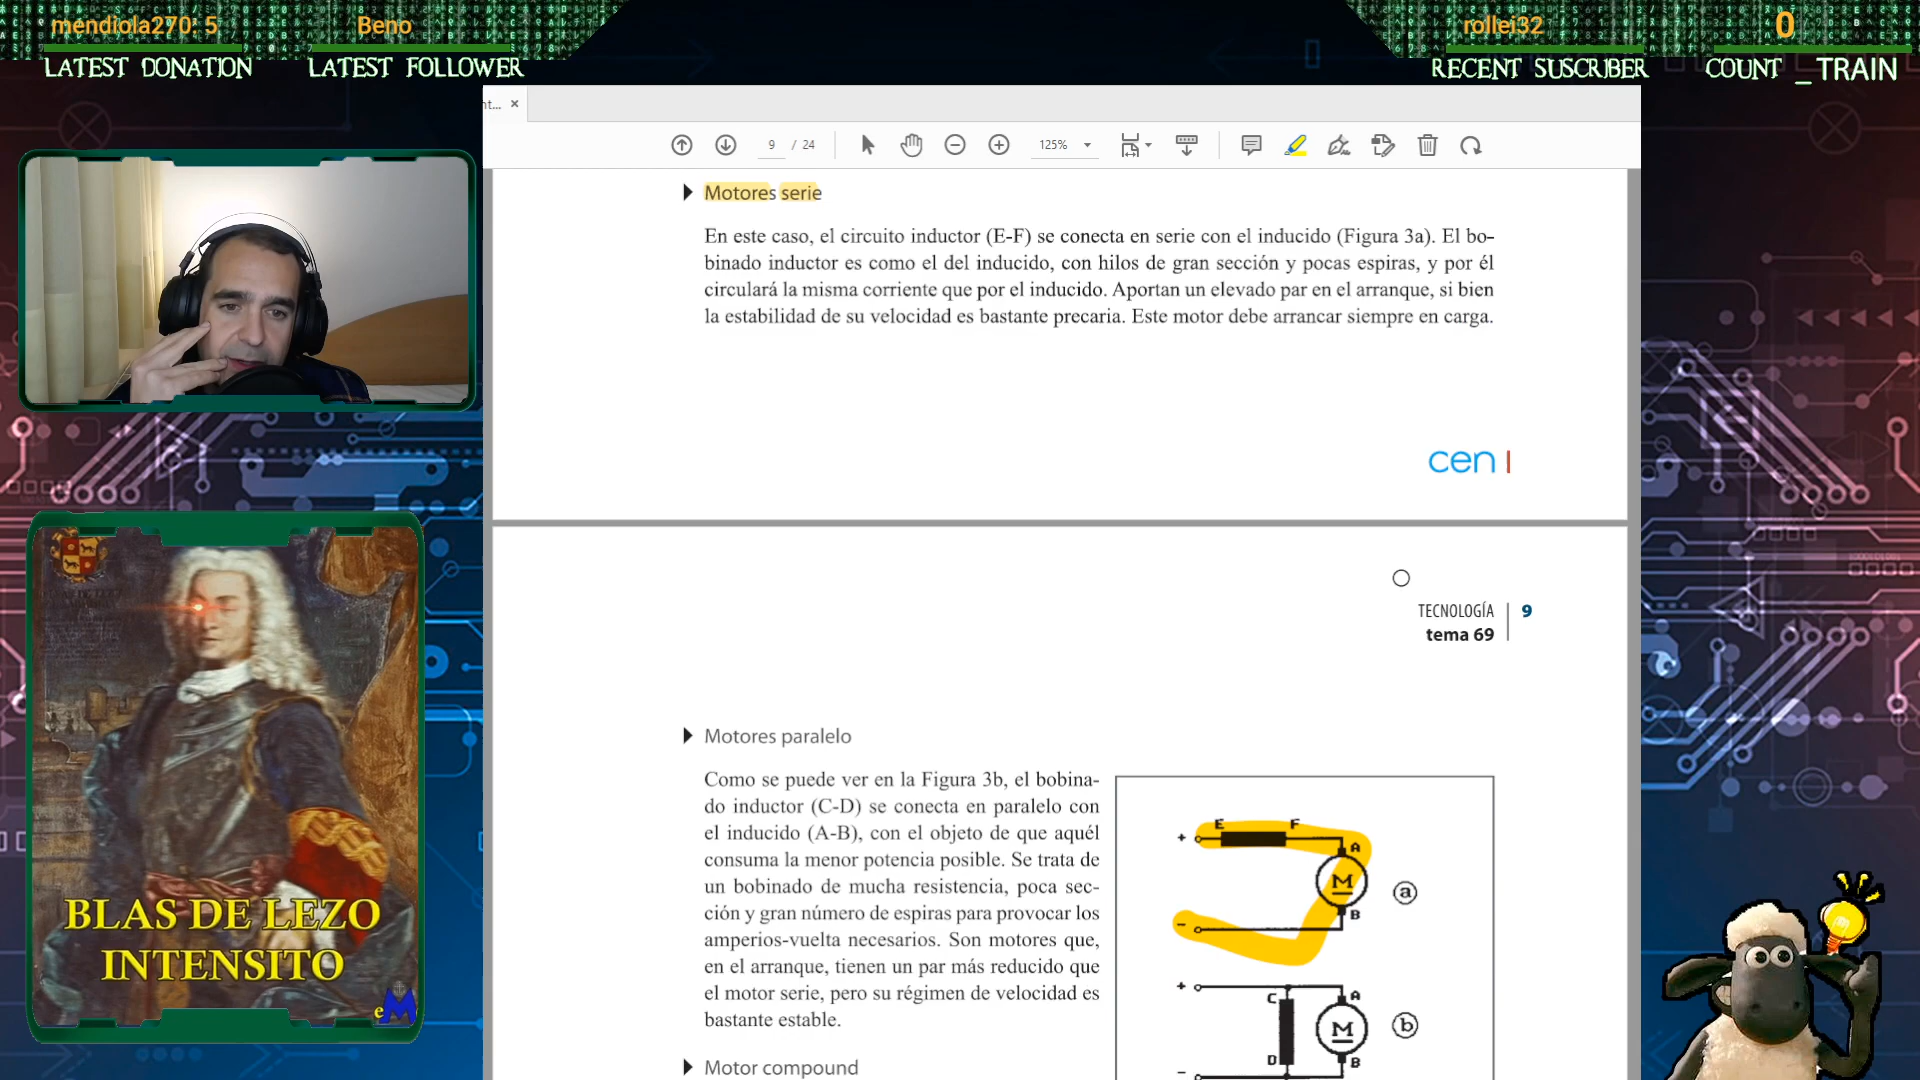 mendiola270: 5
Beno
rollei32
0
LATEST DONATION
LATEST FOLLOWER
RECENT SUSCRIBER
COUNT _TRAIN
nt...
9 / 24
125%
Motores serie
En este caso, el circuito inductor (E-F) se conecta en serie con el inducido (Figura 3a). El bo-
binado inductor es como el del inducido, con hilos de gran sección y pocas espiras, y por él
circulará la misma corriente que por el inducido. Aportan un elevado par en el arranque, si bien
la estabilidad de su velocidad es bastante precaria. Este motor debe arrancar siempre en carga.
cen
TECNOLOGÍA 9
tema 69
Motores paralelo
Como se puede ver en la Figura 3b, el bobina-
do inductor (C-D) se conecta en paralelo con
el inducido (A-B), con el objeto de que aquél
consuma la menor potencia posible. Se trata de
un bobinado de mucha resistencia, poca sec-
ción y gran número de espiras para provocar los
amperios-vuelta necesarios. Son motores que,
en el arranque, tienen un par más reducido que
el motor serie, pero su régimen de velocidad es
bastante estable.
Motor compound
E F
+
A
M
a
B
-
+
A
C
M
b
D
B
-
BLAS DE LEZO
INTENSITO
eM